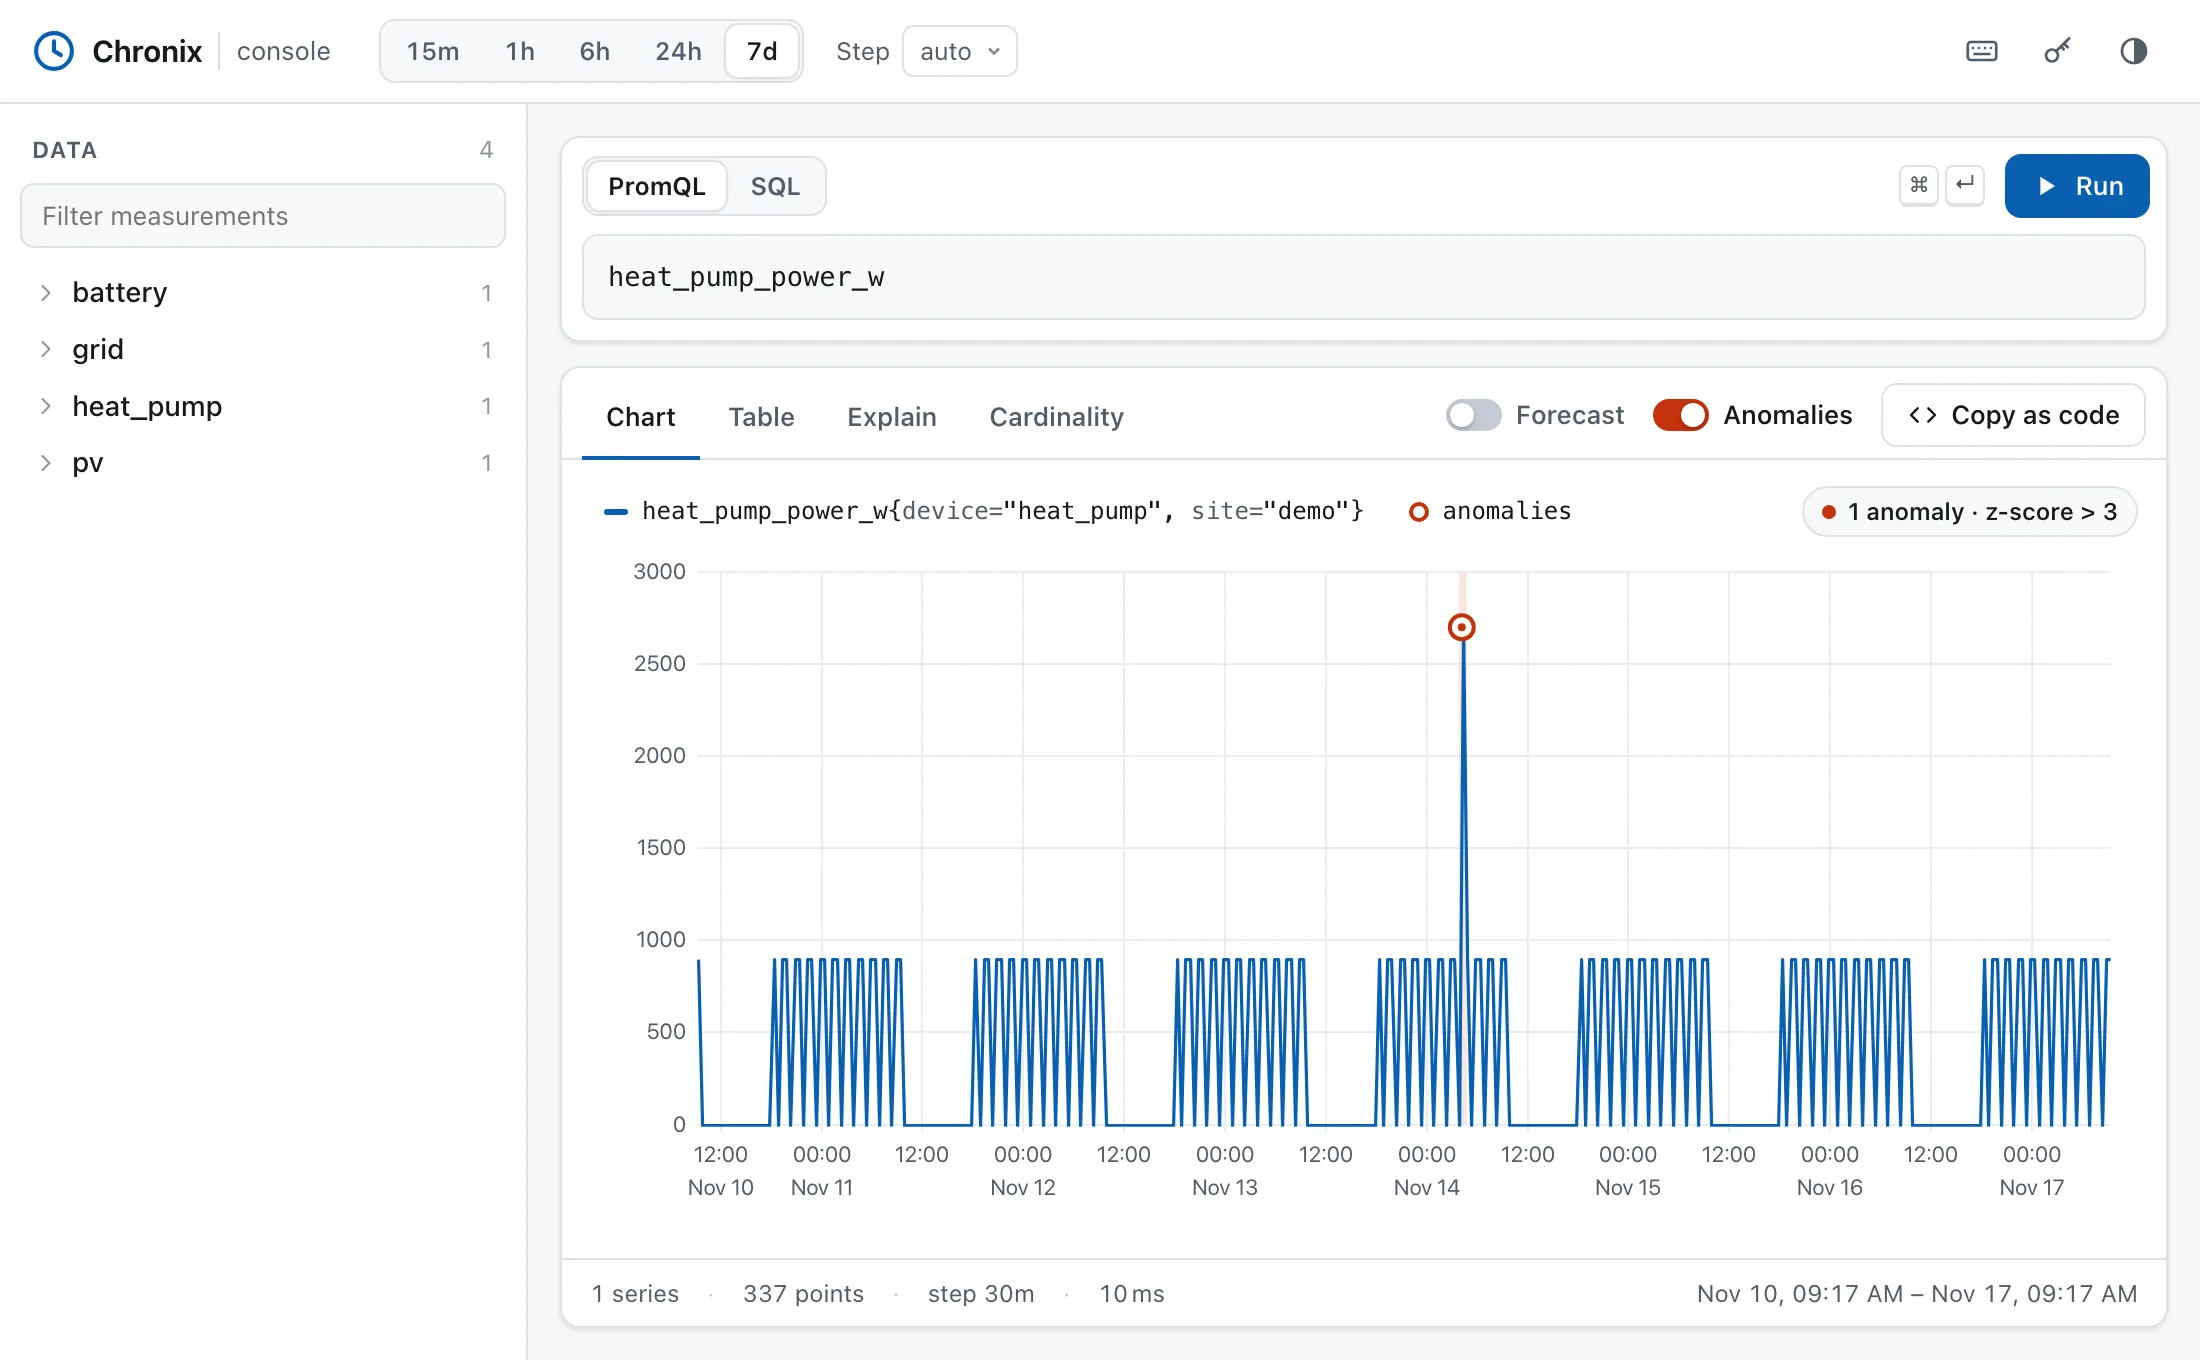 Chronix console 15m 1h 6h 24h 7d Step auto
DATA 4
Filter measurements
battery 1
grid 1
heat_pump 1
pv 1
PromQL SQL ⌘ ↵ Run
heat_pump_power_w
Chart Table Explain Cardinality Forecast Anomalies <> Copy as code
heat_pump_power_w{device="heat_pump", site="demo"} anomalies 1 anomaly · z-score > 3
3000
2500
2000
1500
1000
500
0
12:00 00:00 12:00 00:00 12:00 00:00 12:00 00:00 12:00 00:00 12:00 00:00 12:00 00:00
Nov 10 Nov 11 Nov 12 Nov 13 Nov 14 Nov 15 Nov 16 Nov 17
1 series · 337 points · step 30m · 10 ms Nov 10, 09:17 AM – Nov 17, 09:17 AM